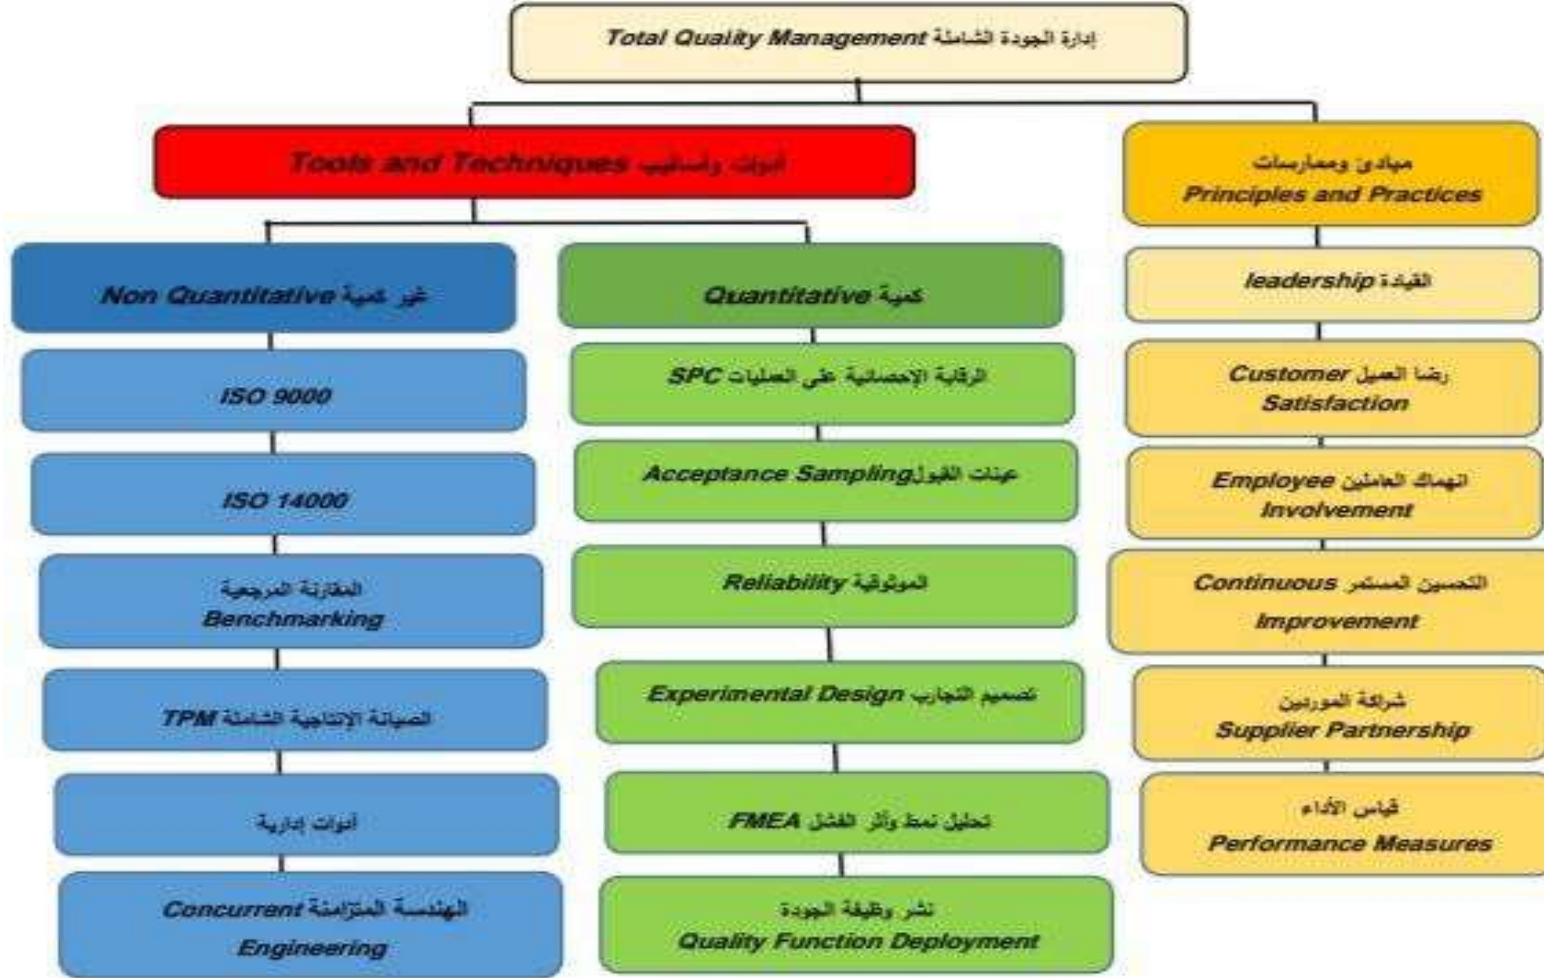 إدارة الجودة الشاملة Total Quality Management
أدوات وأساليب Tools and Techniques
مبادئ وممارسات
Principles and Practices
غير كمية Non Quantitative
كمية Quantitative
القيادة leadership
ISO 9000
الرقابة الاحصائية على العمليات SPC
رضا العميل Customer
Satisfaction
ISO 14000
عينات القبول Acceptance Sampling
انهماك العاملين Employee
Involvement
المقارنة المرجعية
Benchmarking
الموثوقية Reliability
التحسين المستمر Continuous
Improvement
الصيانة الإنتاجية الشاملة TPM
تصميم التجارب Experimental Design
شراكة الموردين
Supplier Partnership
أدوات إدارية
تحليل نمط وأثر الفشل FMEA
قياس الأداء
Performance Measures
الهندسة المتزامنة Concurrent
Engineering
نشر وظيفة الجودة
Quality Function Deployment